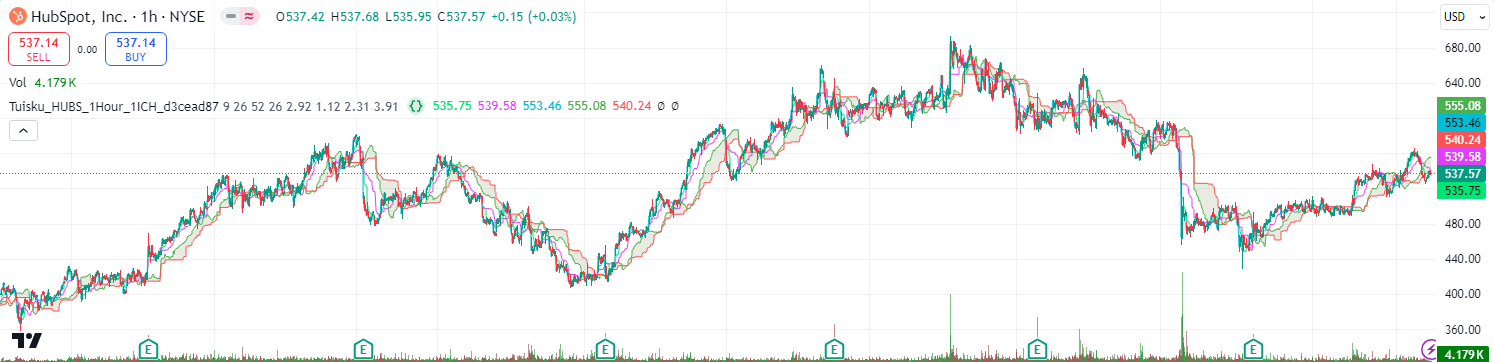 HubSpot, Inc. · 1h · NYSE O537.42 H537.68 L535.95 C537.57 +0.15 (+0.03%)
USD
537.14 SELL
0.00
537.14 BUY
Vol 4.179 K
Tuisku_HUBS_1Hour_1ICH_d3cead87 9 26 52 26 2.92 1.12 2.31 3.91 {} 535.75 539.58 553.46 555.08 540.24 Ø Ø
680.00
640.00
555.08
553.46
540.24
539.58
537.57
535.75
480.00
440.00
400.00
360.00
E E E E E E
4.179 K